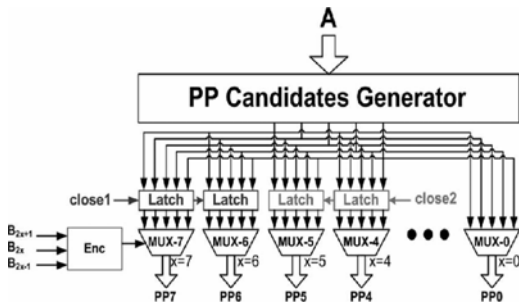 A
PP Candidates Generator
close1 Latch Latch Latch Latch close2
B2x+1
B2x
B2x-1
Enc
MUX-7 MUX-6 MUX-5 MUX-4 MUX-0
x=7 x=6 x=5 x=4 x=0
PP7 PP6 PP5 PP4 PP0